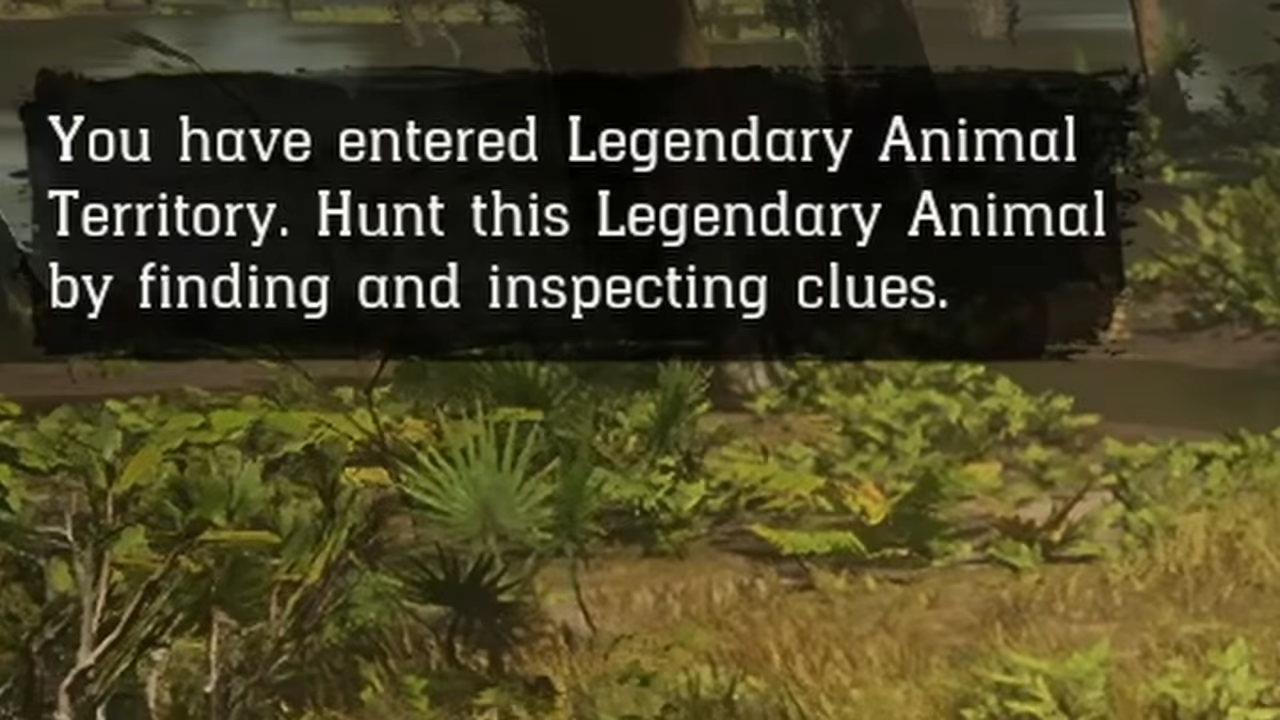 You have entered Legendary Animal
Territory. Hunt this Legendary Animal
by finding and inspecting clues.